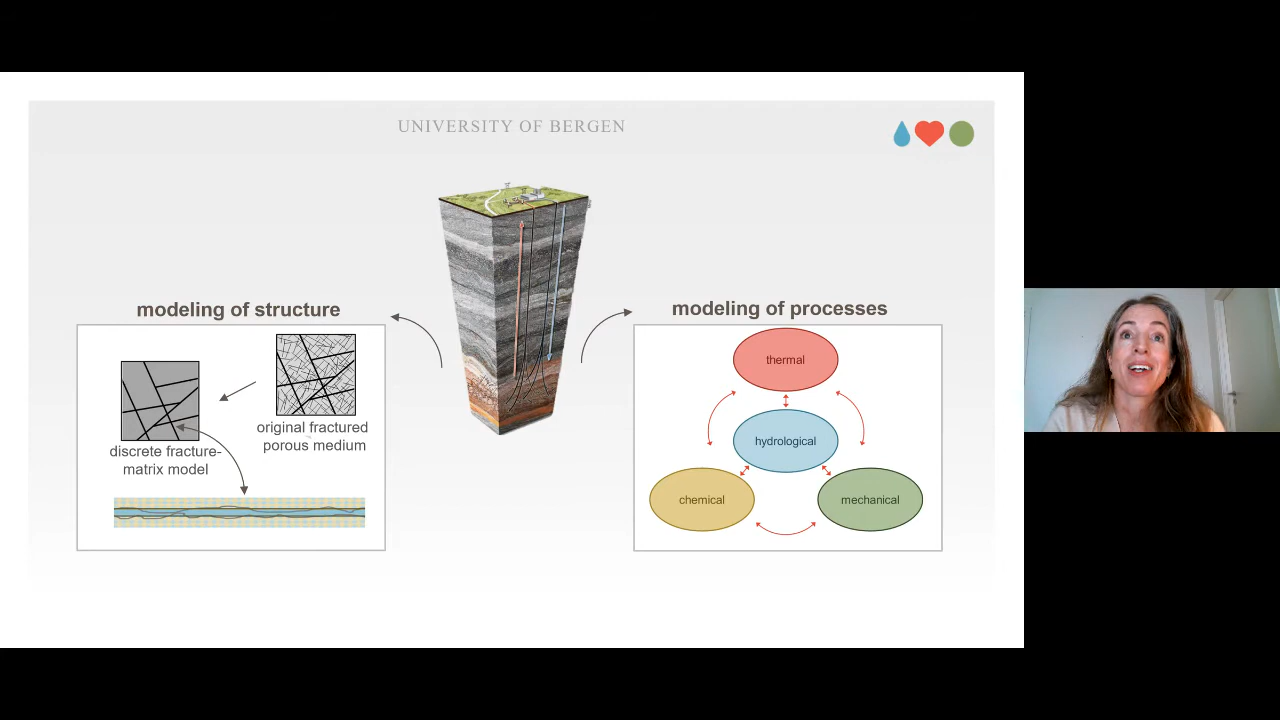 UNIVERSITY OF BERGEN
modeling of structure
original fractured
porous medium
discrete fracture-
matrix model
modeling of processes
thermal
hydrological
chemical
mechanical